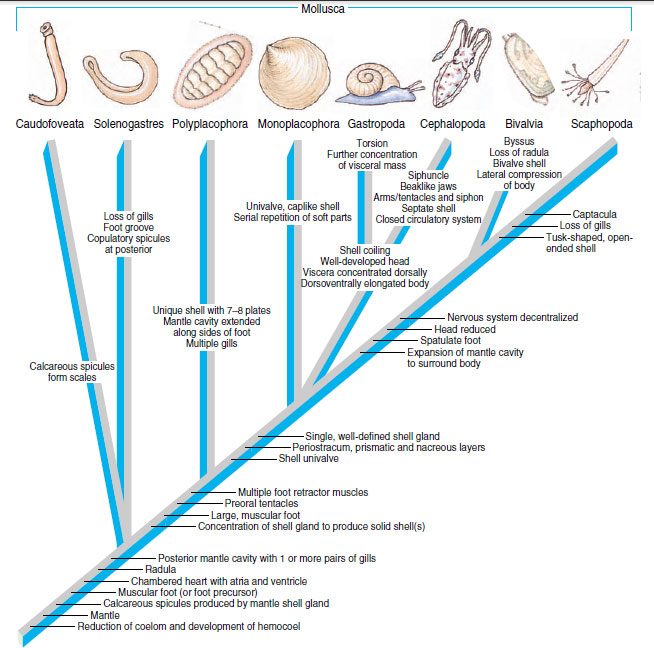 Mollusca
Caudofoveata Solenogastres Polyplacophora Monoplacophora Gastropoda Cephalopoda Bivalvia Scaphopoda
Torsion
Further concentration
of visceral mass
Byssus
Loss of radula
Bivalve shell
Lateral compression
of body
Siphuncle
Beaklike jaws
Arms/tentacles and siphon
Septate shell
Closed circulatory system
Univalve, caplike shell
Serial repetition of soft parts
Loss of gills
Foot groove
Copulatory spicules
at posterior
Captacula
Loss of gills
Tusk-shaped, open-
ended shell
Shell coiling
Well-developed head
Viscera concentrated dorsally
Dorsoventrally elongated body
Unique shell with 7–8 plates
Mantle cavity extended
along sides of foot
Multiple gills
Nervous system decentralized
Head reduced
Spatulate foot
Expansion of mantle cavity
to surround body
Calcareous spicules
form scales
Single, well-defined shell gland
Periostracum, prismatic and nacreous layers
Shell univalve
Multiple foot retractor muscles
Preoral tentacles
Large, muscular foot
Concentration of shell gland to produce solid shell(s)
Posterior mantle cavity with 1 or more pairs of gills
Radula
Chambered heart with atria and ventricle
Muscular foot (or foot precursor)
Calcareous spicules produced by mantle shell gland
Mantle
Reduction of coelom and development of hemocoel